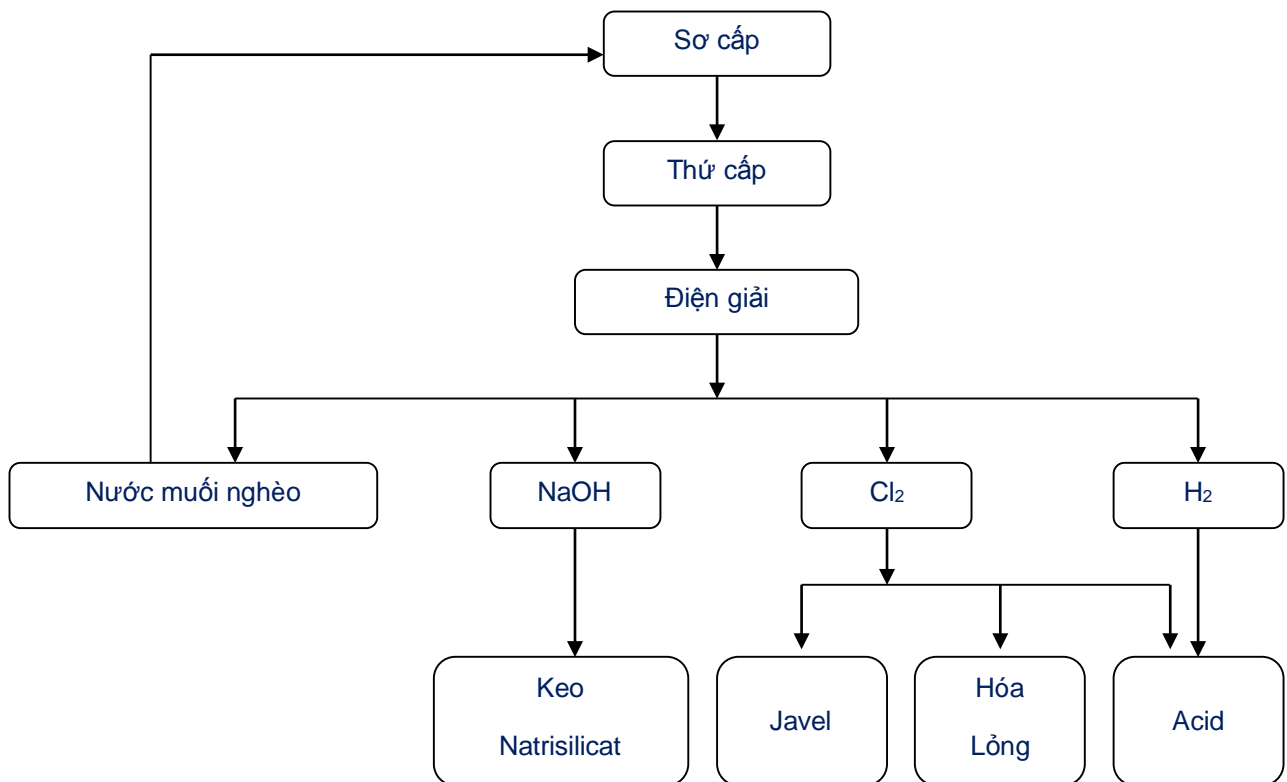 Sơ cấp
Thứ cấp
Điện giải
Nước muối nghèo
NaOH
Cl₂
H₂
Keo
Natrisilicat
Javel
Hóa
Lỏng
Acid